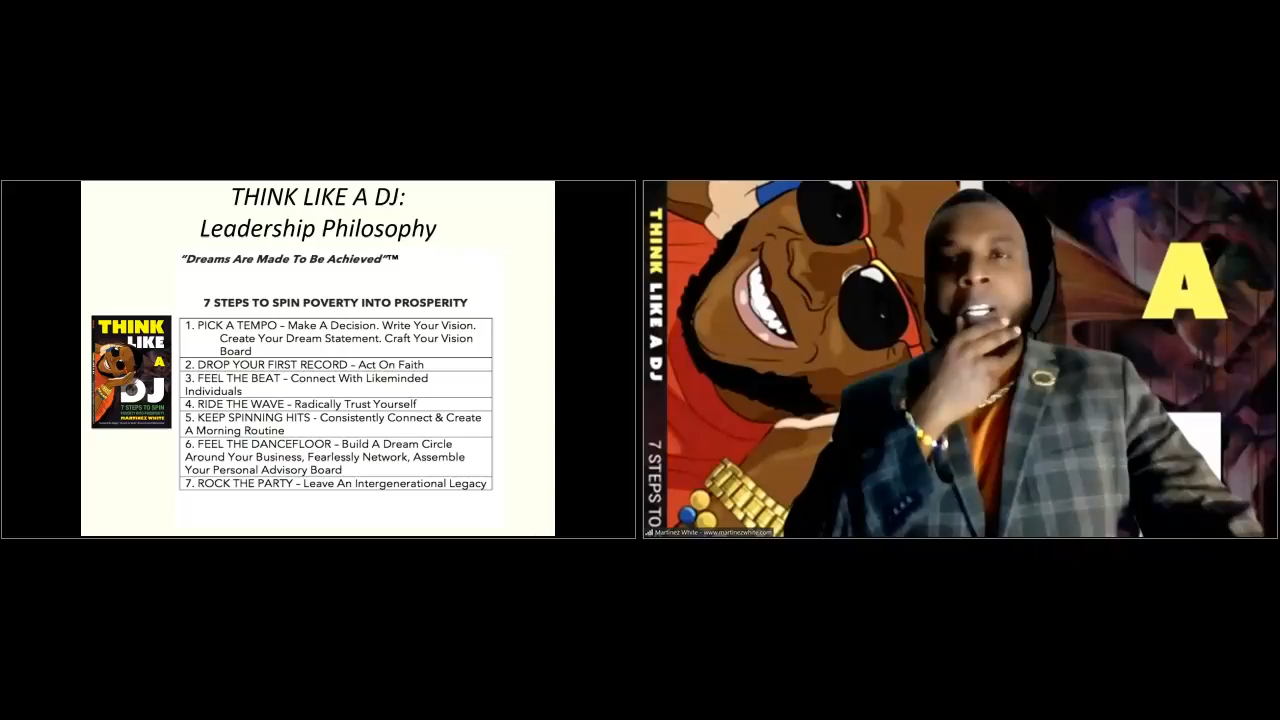 THINK LIKE A DJ:
Leadership Philosophy
"Dreams Are Made To Be Achieved"™
7 STEPS TO SPIN POVERTY INTO PROSPERITY
1. PICK A TEMPO – Make A Decision. Write Your Vision.
Create Your Dream Statement. Craft Your Vision
Board
2. DROP YOUR FIRST RECORD – Act On Faith
3. FEEL THE BEAT – Connect With Likeminded
Individuals
4. RIDE THE WAVE – Radically Trust Yourself
5. KEEP SPINNING HITS - Consistently Connect & Create
A Morning Routine
6. FEEL THE DANCEFLOOR – Build A Dream Circle
Around Your Business, Fearlessly Network, Assemble
Your Personal Advisory Board
7. ROCK THE PARTY – Leave An Intergenerational Legacy
THINK
LIKE
A
DJ
7 STEPS TO SPIN
POVERTY INTO PROSPERITY
MARTINEZ WHITE
THINK LIKE A DJ
7 STEPS TO
A
Martinez White - www.martinezwhite.com